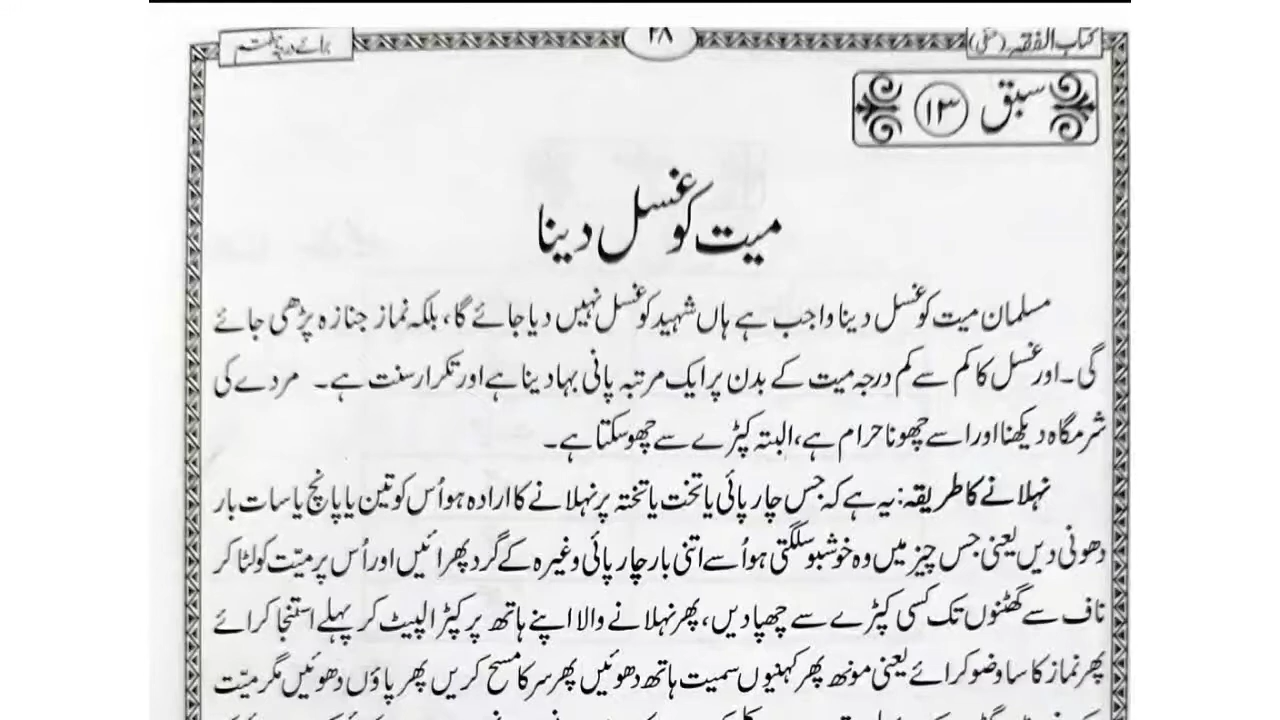 کتاب الفقہ (حنفی)
۲۸
برائے درجہ ہفتم
سبق ۱۳
میت کو غسل دینا
مسلمان میت کو غسل دینا واجب ہے ہاں شہید کو غسل نہیں دیا جائے گا، بلکہ نماز جنازہ پڑھی جائے
گی۔ اور غسل کا کم سے کم درجہ میت کے بدن پر ایک مرتبہ پانی بہا دینا ہے اور تکرار سنت ہے۔ مردے کی
شرمگاہ دیکھنا اور اسے چھونا حرام ہے، البتہ کپڑے سے چھو سکتا ہے۔
نہلانے کا طریقہ: یہ ہے کہ جس چارپائی یا تخت یا تختہ پر نہلانے کا ارادہ ہو اُس کو تین یا پانچ یا سات بار
دھونی دیں یعنی جس چیز میں وہ خوشبو سلگتی ہو اُسے اتنی بار چارپائی وغیرہ کے گرد پھرائیں اور اُس پر میّت کو لٹا کر
ناف سے گھٹنوں تک کسی کپڑے سے چھپا دیں، پھر نہلانے والا اپنے ہاتھ پر کپڑا لپیٹ کر پہلے استنجا کرائے
پھر نماز کا سا وضو کرائے یعنی مونھ پھر کہنیوں سمیت ہاتھ دھوئیں پھر سر کا مسح کریں پھر پاؤں دھوئیں مگر میّت